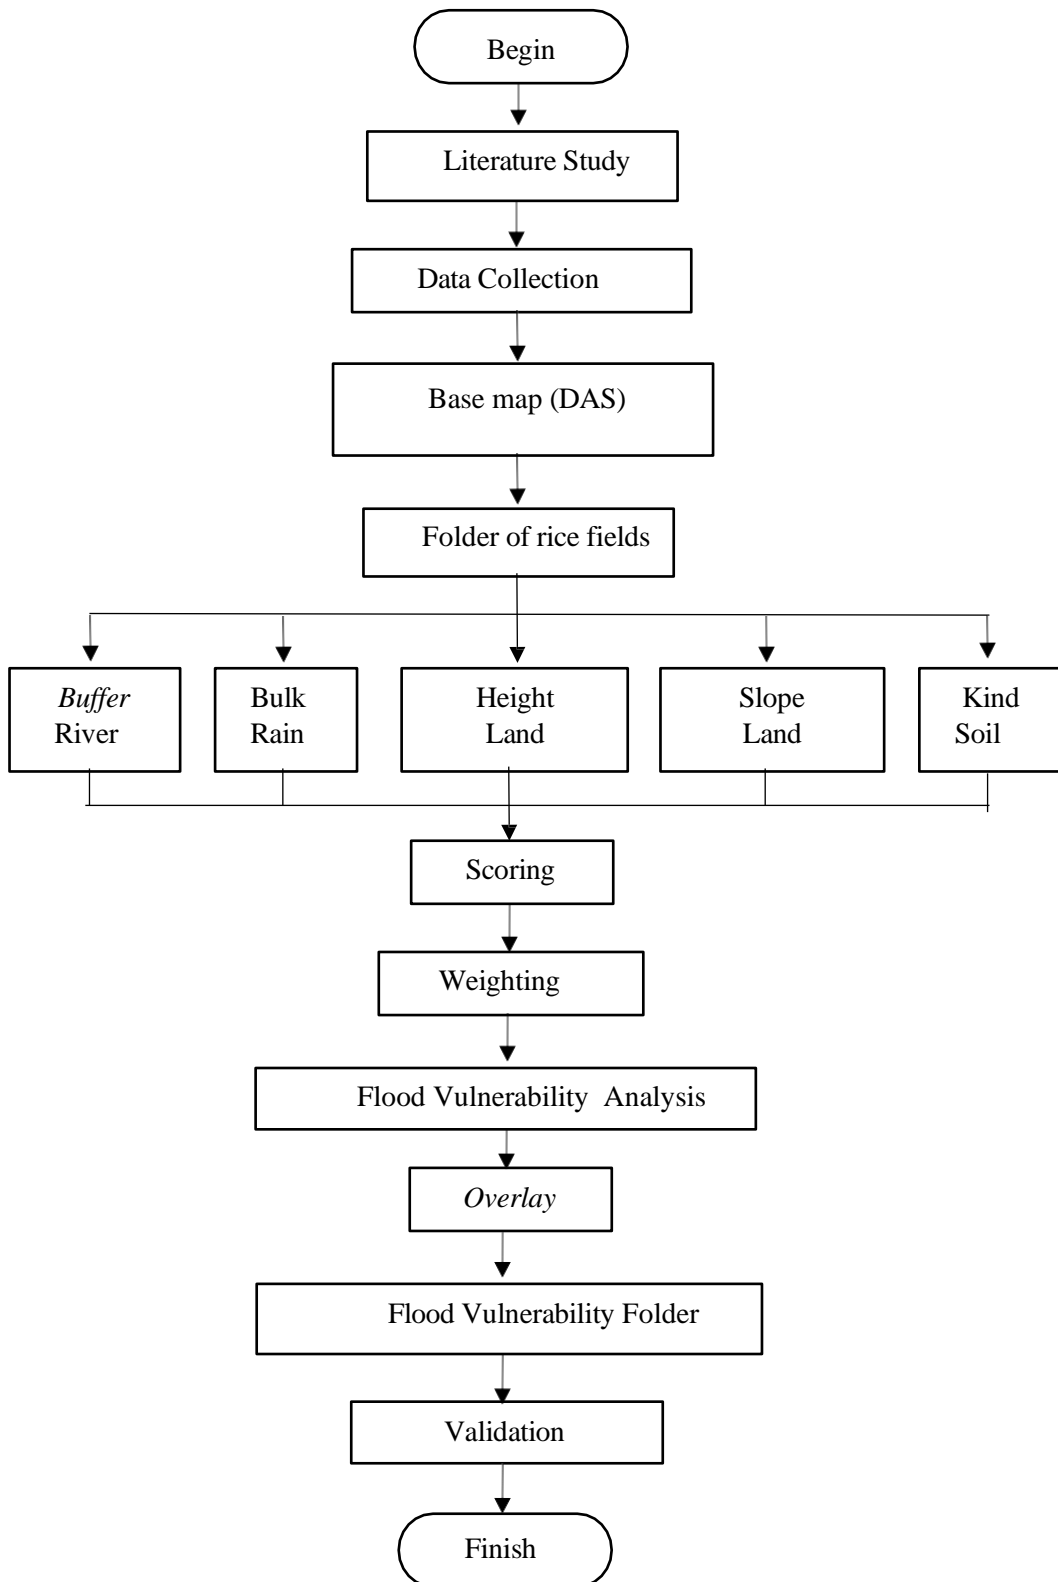 Begin
Literature Study
Data Collection
Base map (DAS)
Folder of rice fields
Buffer
River
Bulk
Rain
Height
Land
Slope
Land
Kind
Soil
Scoring
Weighting
Flood Vulnerability Analysis
Overlay
Flood Vulnerability Folder
Validation
Finish